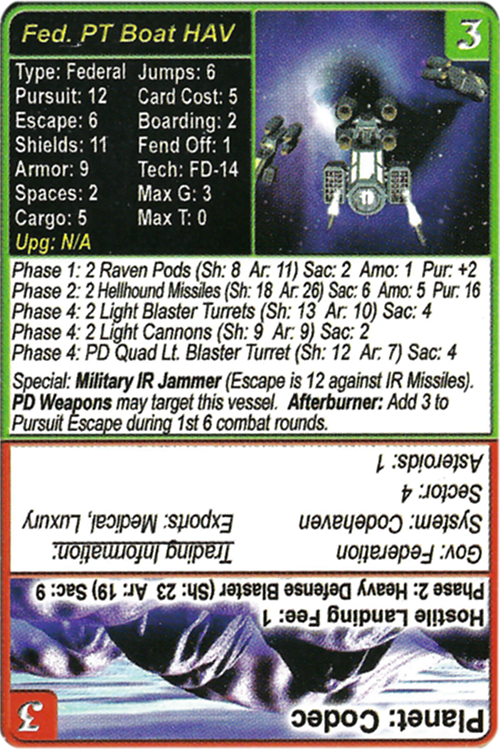 Fed. PT Boat HAV
3
Type: Federal Jumps: 6
Pursuit: 12 Card Cost: 5
Escape: 6 Boarding: 2
Shields: 11 Fend Off: 1
Armor: 9 Tech: FD-14
Spaces: 2 Max G: 3
Cargo: 5 Max T: 0
Upg: N/A
11
Phase 1: 2 Raven Pods (Sh: 8 Ar: 11) Sac: 2 Amo: 1 Pur: +2
Phase 2: 2 Hellhound Missiles (Sh: 18 Ar: 26) Sac: 6 Amo: 5 Pur: 16
Phase 4: 2 Light Blaster Turrets (Sh: 13 Ar: 10) Sac: 4
Phase 4: 2 Light Cannons (Sh: 9 Ar: 9) Sac: 2
Phase 4: PD Quad Lt. Blaster Turret (Sh: 12 Ar: 7) Sac: 4
Special: Military IR Jammer (Escape is 12 against IR Missiles).
PD Weapons may target this vessel. Afterburner: Add 3 to
Pursuit Escape during 1st 6 combat rounds.
Planet: Codec
3
Hostile Landing Fee: 1
Phase 2: Heavy Defense Blaster (Sh: 23 Ar: 19) Sac: 9
Gov: Federation Trading Information:
System: Codehaven Exports: Medical, Luxury
Sector: 4
Asteroids: 1